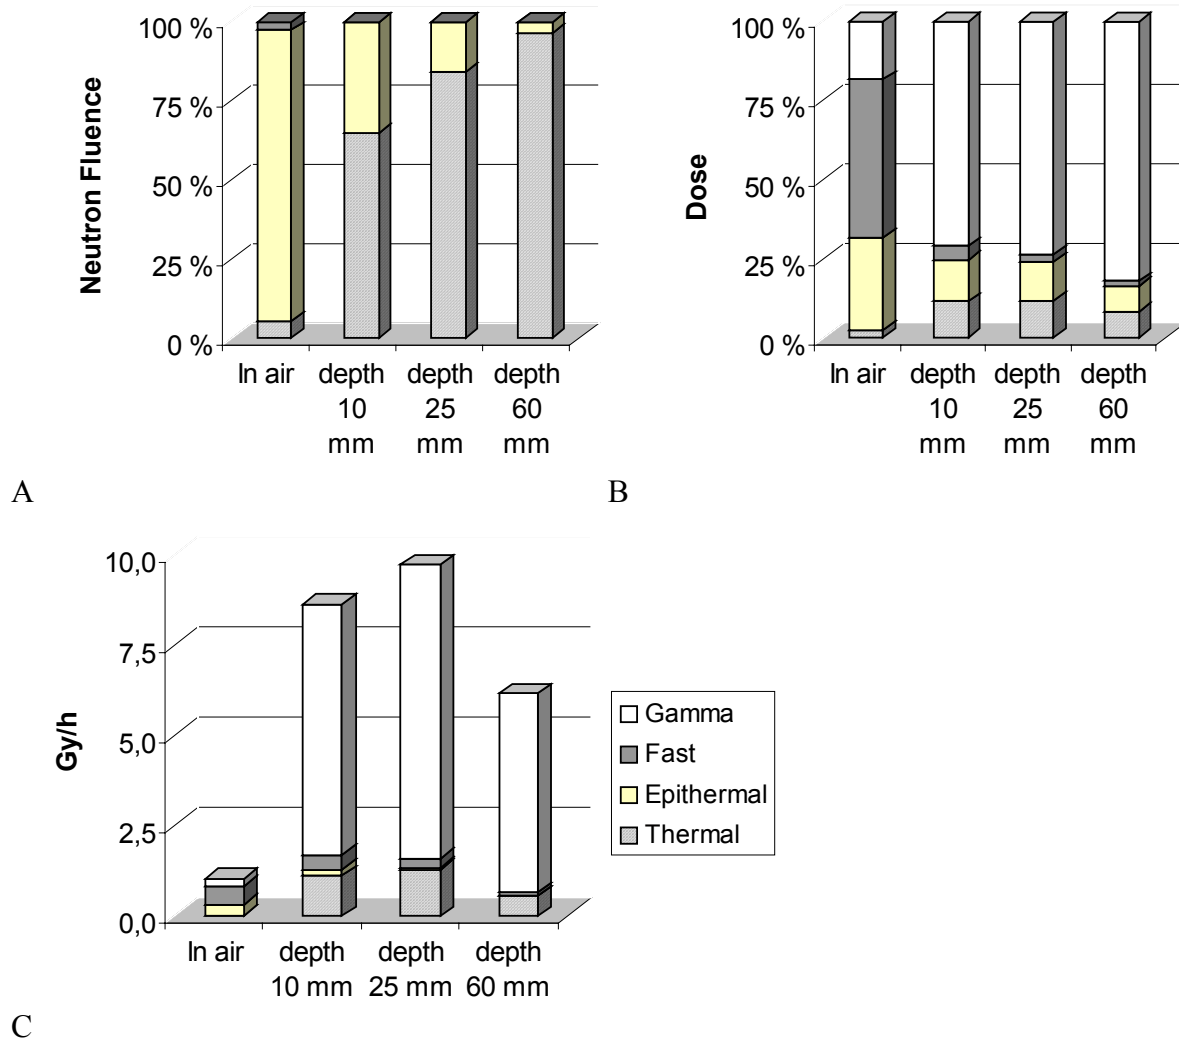 Neutron Fluence
100 %
75 %
50 %
25 %
0 %
In air
depth
10
mm
depth
25
mm
depth
60
mm
A
Dose
100 %
75 %
50 %
25 %
0 %
In air
depth
10
mm
depth
25
mm
depth
60
mm
B
Gy/h
10,0
7,5
5,0
2,5
0,0
In air
depth
10 mm
depth
25 mm
depth
60 mm
Gamma
Fast
Epithermal
Thermal
C